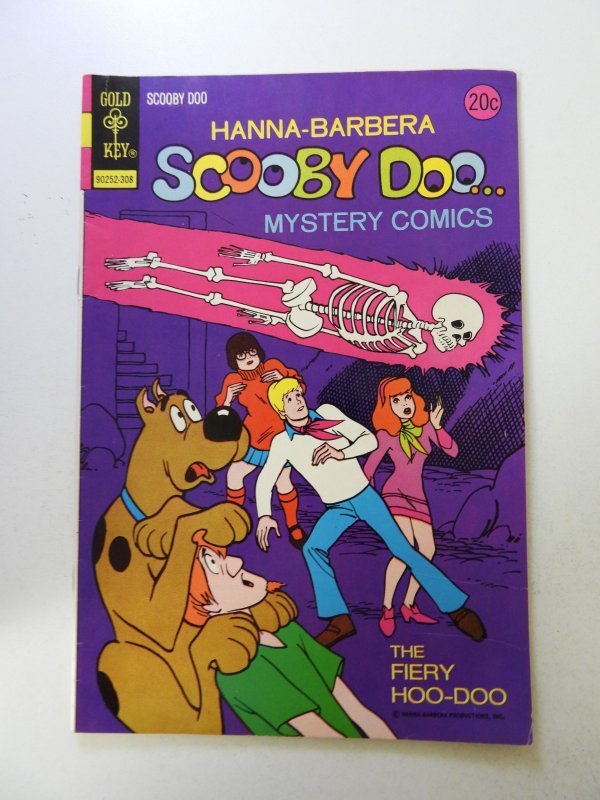 GOLD
KEY®
90252-308
SCOOBY DOO
20c
HANNA-BARBERA
SCOOBY DOO...
MYSTERY COMICS
THE
FIERY
HOO-DOO
© HANNA-BARBERA PRODUCTIONS, INC.